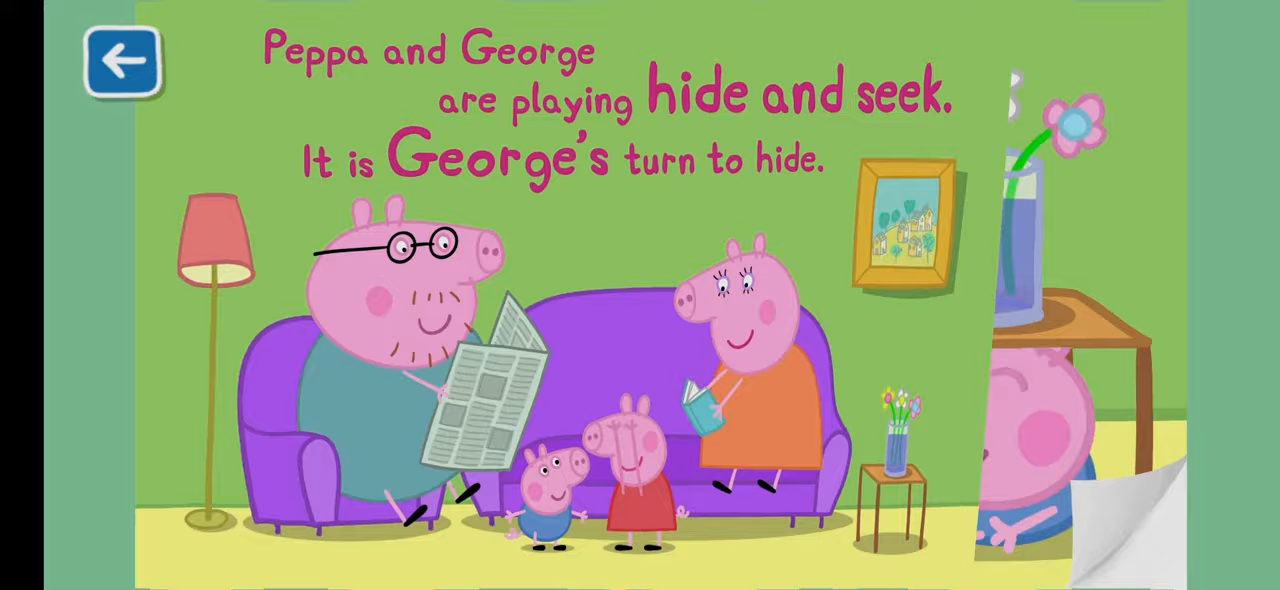 Peppa and George
are playing hide and seek.
It is George's turn to hide.